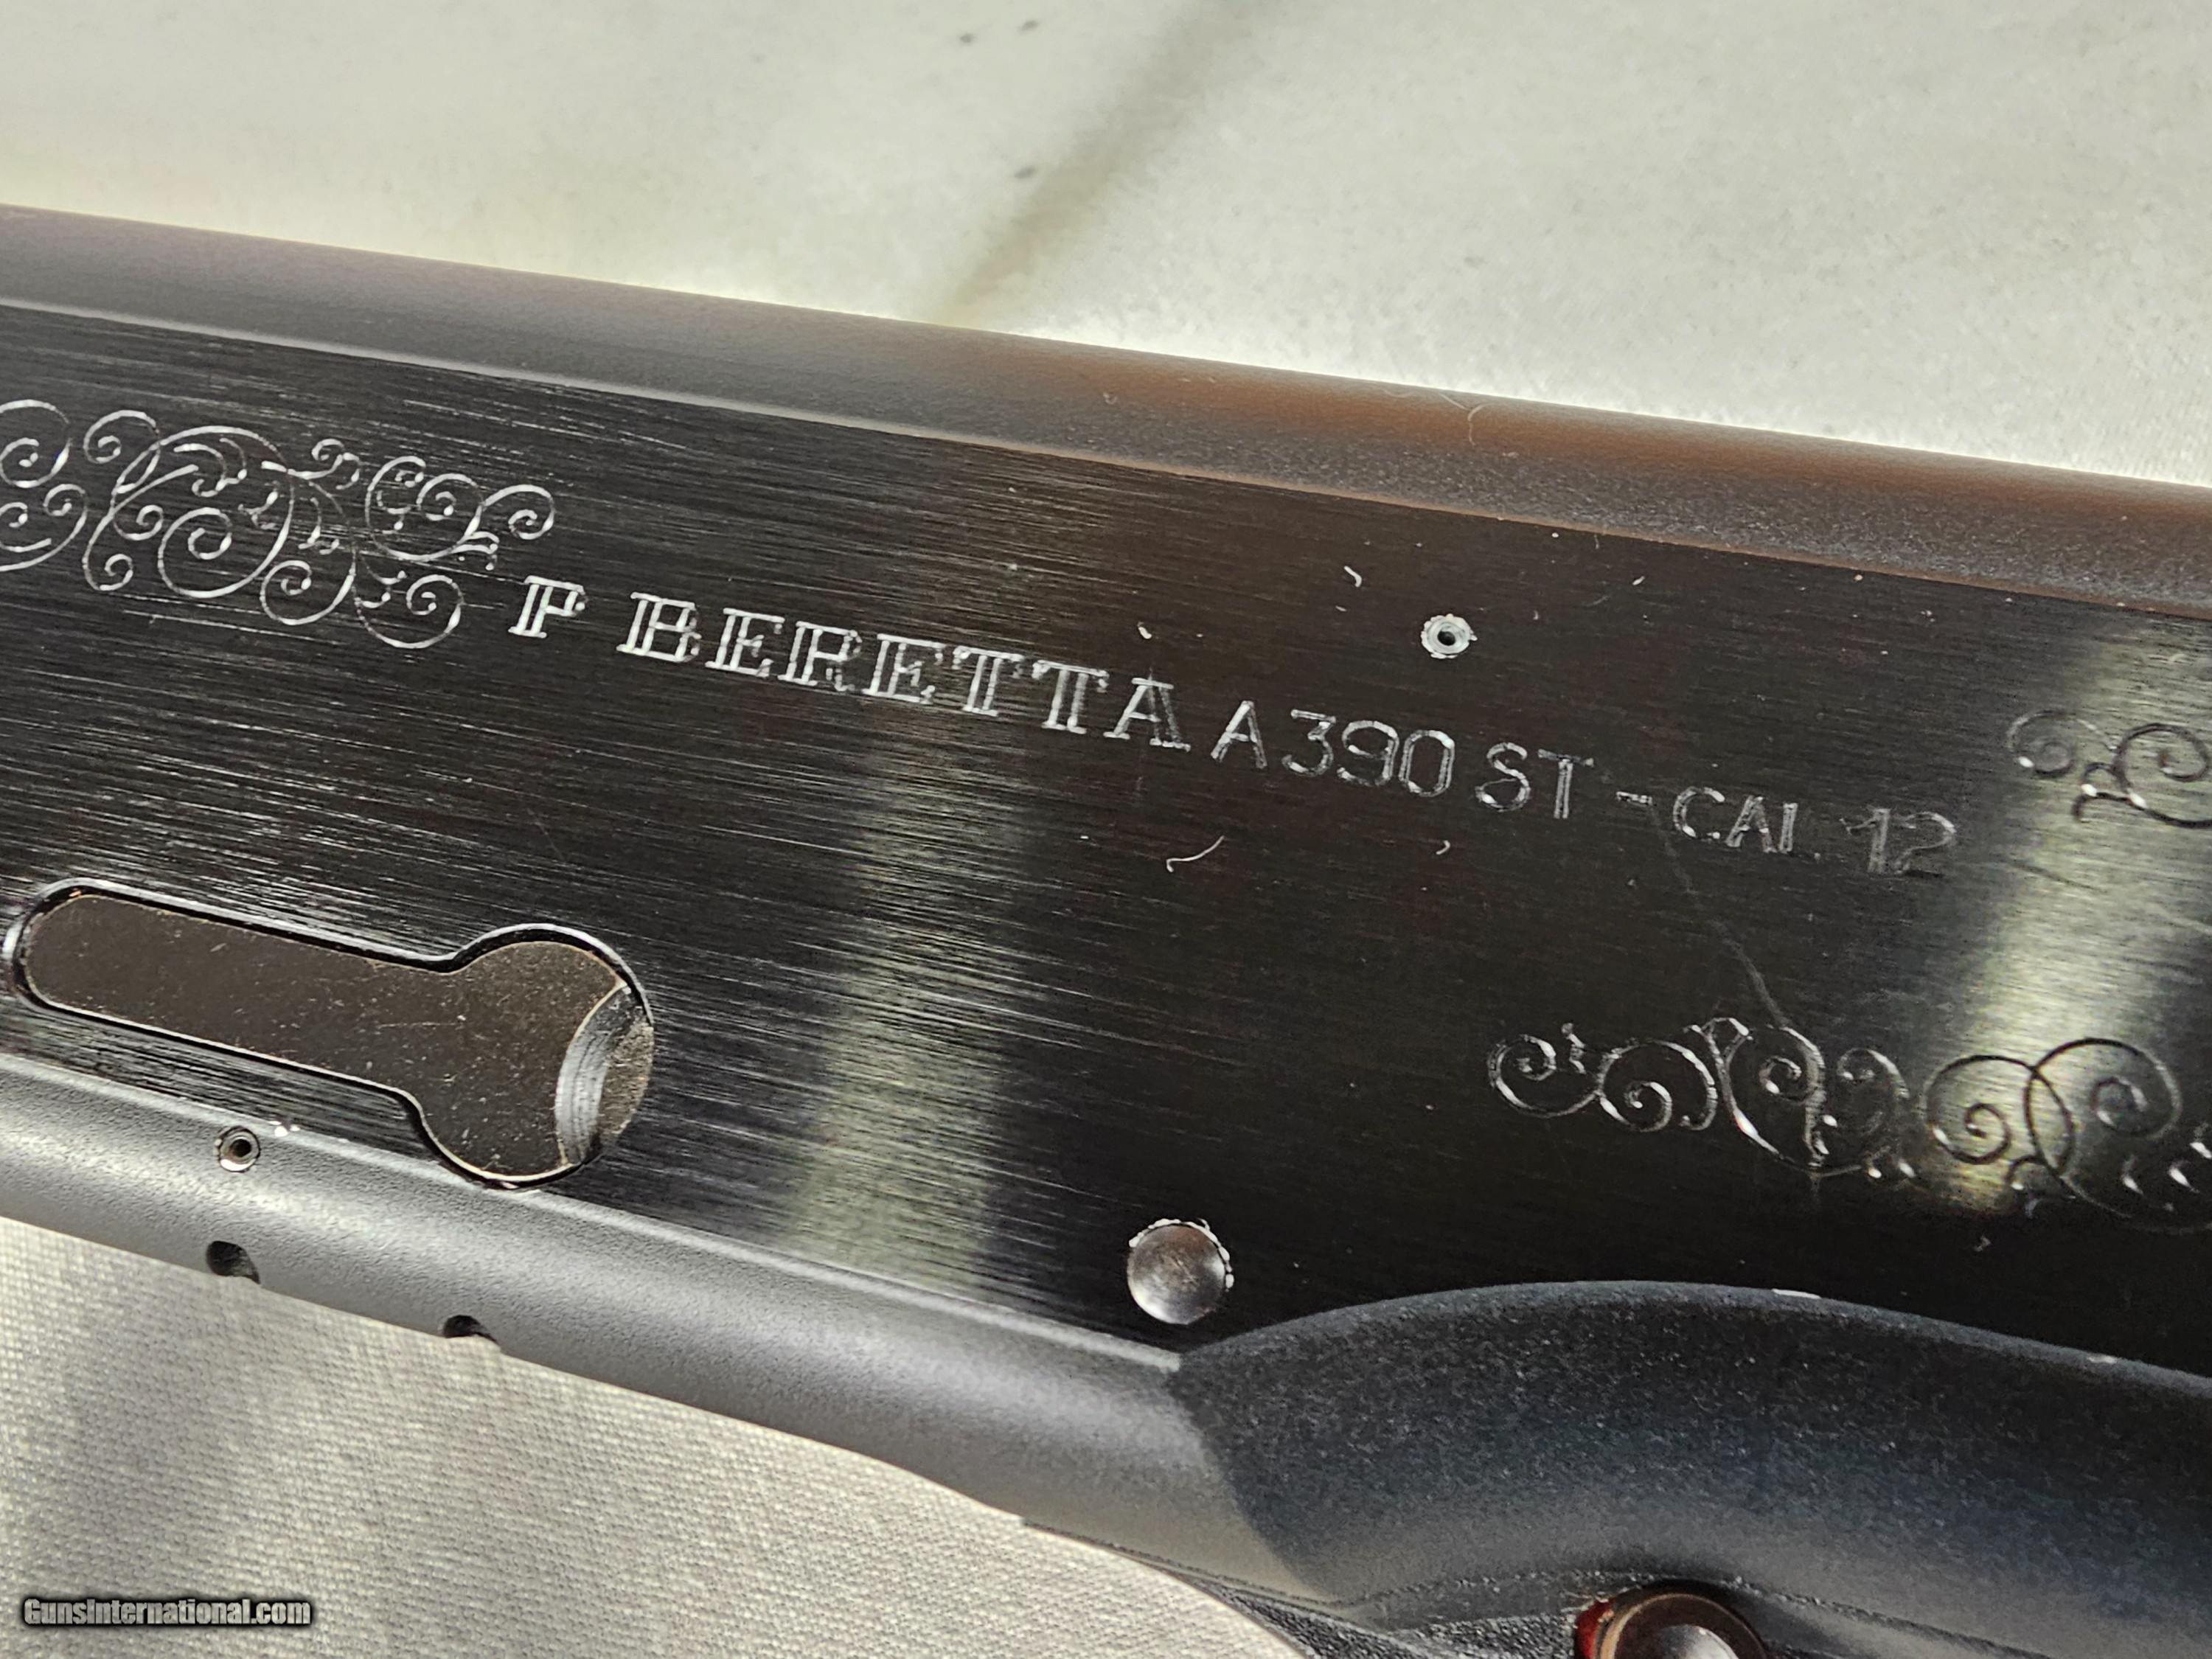 P BERETTA A390 ST - CAL. 12
GunsInternational.com